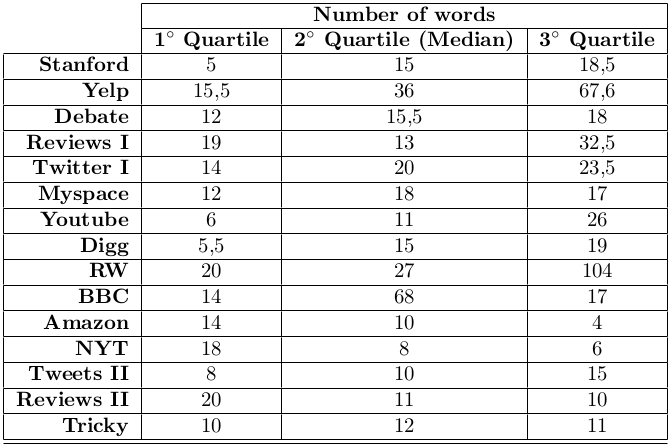 Number of words
1° Quartile 2° Quartile (Median) 3° Quartile
Stanford 5 15 18,5
Yelp 15,5 36 67,6
Debate 12 15,5 18
Reviews I 19 13 32,5
Twitter I 14 20 23,5
Myspace 12 18 17
Youtube 6 11 26
Digg 5,5 15 19
RW 20 27 104
BBC 14 68 17
Amazon 14 10 4
NYT 18 8 6
Tweets II 8 10 15
Reviews II 20 11 10
Tricky 10 12 11